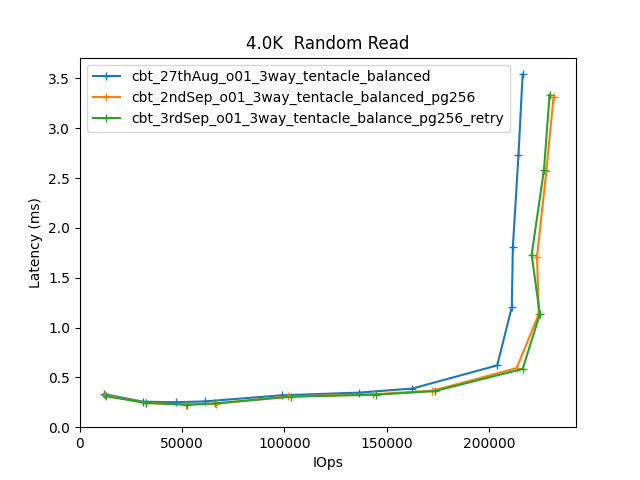 4.0K  Random Read
cbt_27thAug_o01_3way_tentacle_balanced
cbt_2ndSep_o01_3way_tentacle_balanced_pg256
cbt_3rdSep_o01_3way_tentacle_balance_pg256_retry
Latency (ms)
3.5
3.0
2.5
2.0
1.5
1.0
0.5
0.0
0 50000 100000 150000 200000
IOps